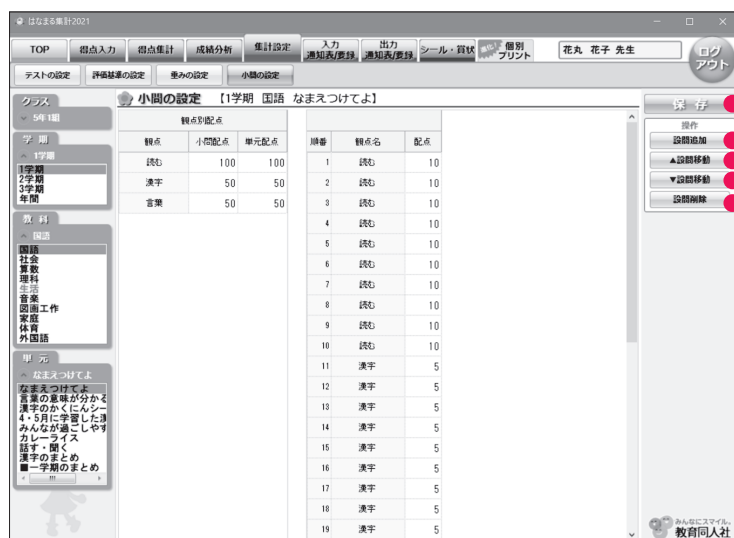 はなまる集計2021
TOP 得点入力 得点集計 成績分析 集計設定 入力 通知表/要録 出力 通知表/要録 シール・賞状 進化! 個別プリント 花丸 花子 先生 ログアウト
テストの設定 評価基準の設定 重みの設定 小問の設定
クラス
5年1組
学 期
1学期
1学期
2学期
3学期
年間
教 科
国語
国語
社会
算数
理科
生活
音楽
図画工作
家庭
体育
外国語
単 元
なまえつけてよ
なまえつけてよ
言葉の意味が分かる
漢字のかくにんシー
4・5月に学習した漢
みんなが過ごしやす
カレーライス
話す・聞く
漢字のまとめ
■一学期のまとめ
小問の設定 【1学期 国語 なまえつけてよ】
観点別配点
観点 小問配点 単元配点
読む 100 100
漢字 50 50
言葉 50 50
順番 観点名 配点
1 読む 10
2 読む 10
3 読む 10
4 読む 10
5 読む 10
6 読む 10
7 読む 10
8 読む 10
9 読む 10
10 読む 10
11 漢字 5
12 漢字 5
13 漢字 5
14 漢字 5
15 漢字 5
16 漢字 5
17 漢字 5
18 漢字 5
19 漢字 5
保 存
操作
設問追加
▲設問移動
▼設問移動
設問削除
みんなにスマイル。
教育同人社